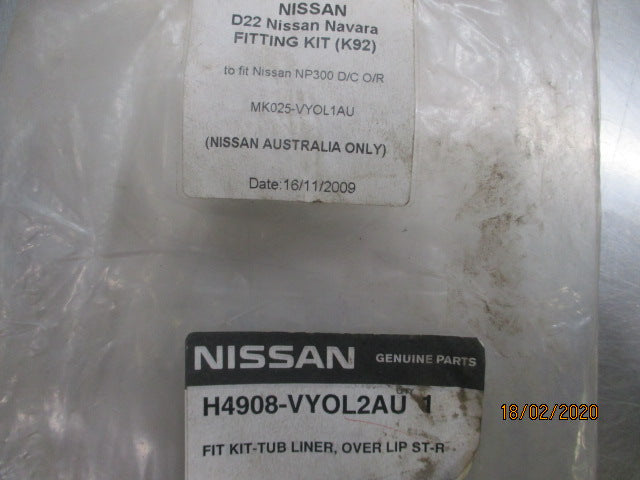 NISSAN
D22 Nissan Navara
FITTING KIT (K92)
to fit Nissan NP300 D/C O/R
MK025-VYOL1AU
(NISSAN AUSTRALIA ONLY)
Date:16/11/2009
NISSAN GENUINE PARTS
H4908-VYOL2AU 1
FIT KIT-TUB LINER, OVER LIP ST-R
18/02/2020